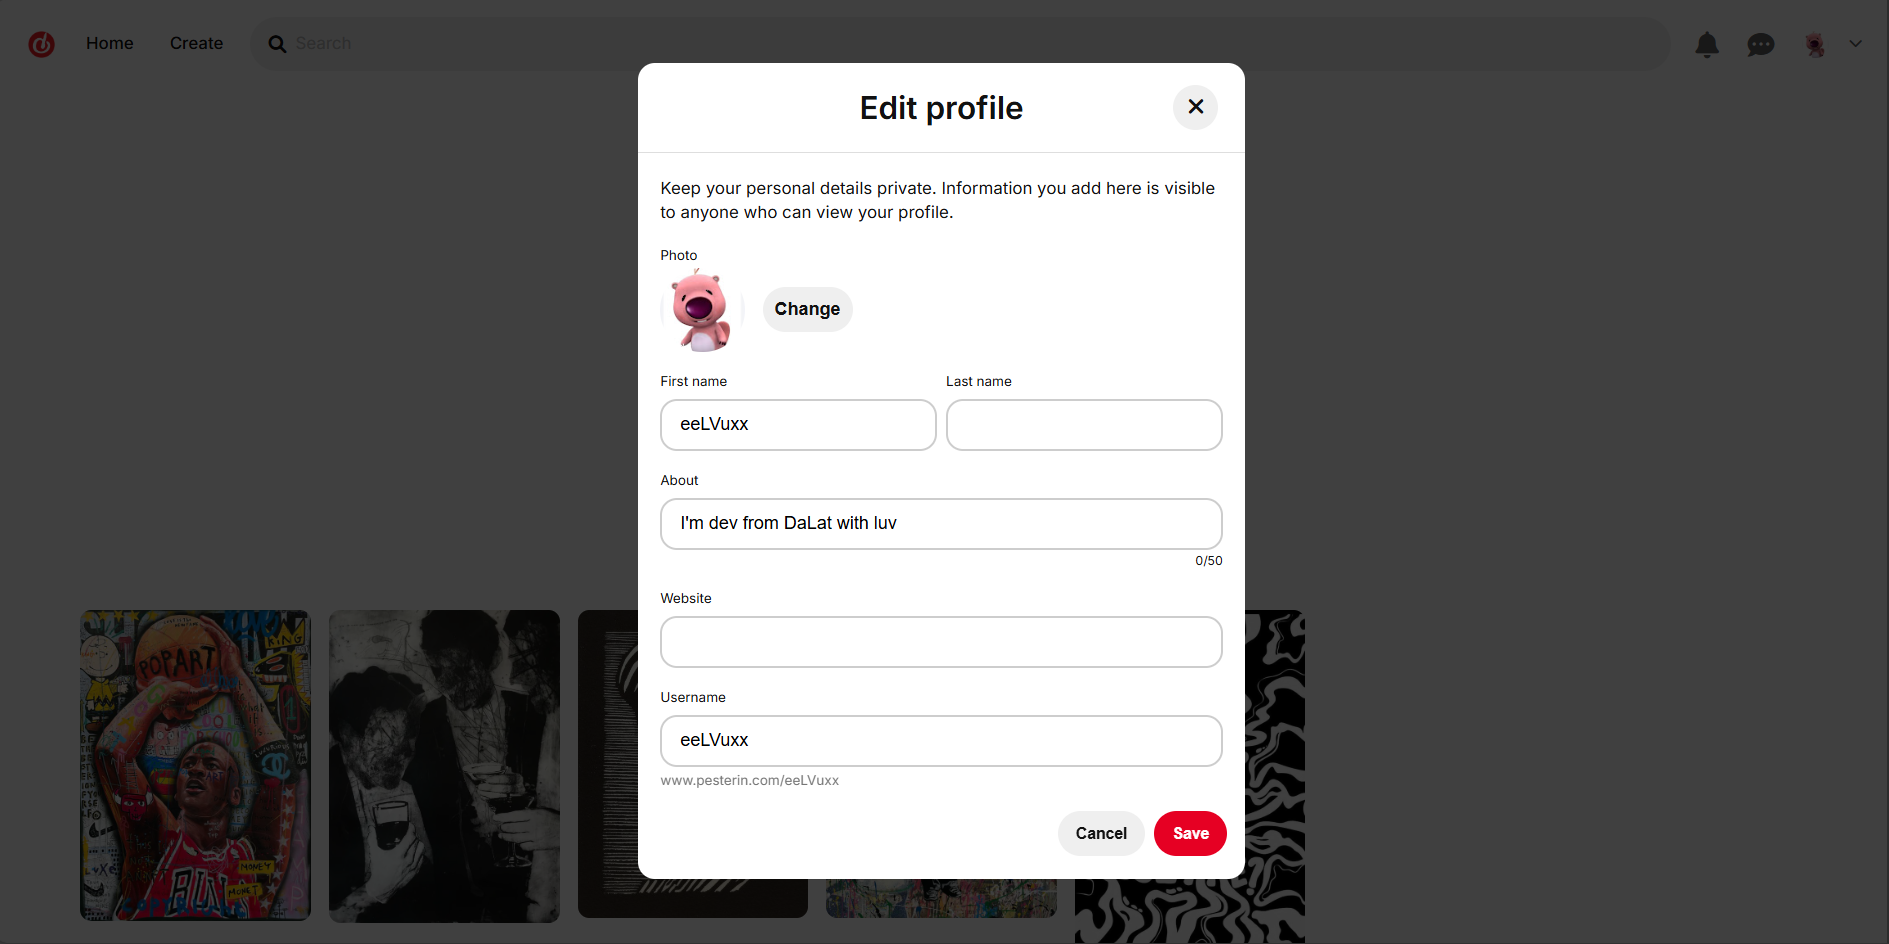 Home
Create
Search
Edit profile
Keep your personal details private. Information you add here is visible
to anyone who can view your profile.
Photo
Change
First name
Last name
eeLVuxx
About
I'm dev from DaLat with luv
0/50
Website
Username
eeLVuxx
www.pesterin.com/eeLVuxx
Cancel
Save
KING
POPART
MONEY
MONEY
BUL